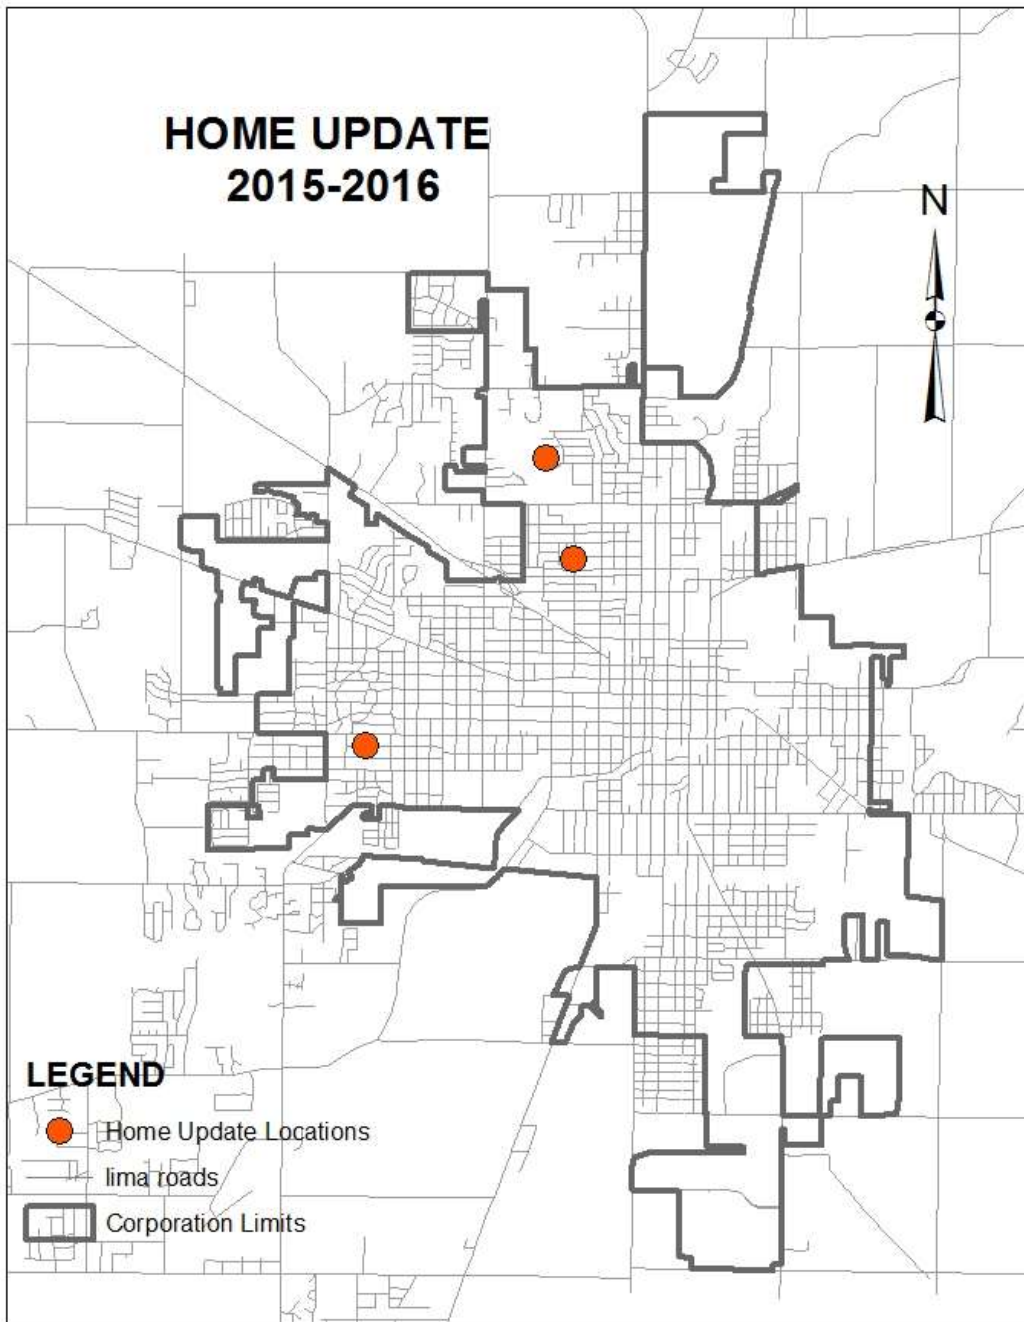 HOME UPDATE
2015-2016
N
LEGEND
Home Update Locations
lima roads
Corporation Limits